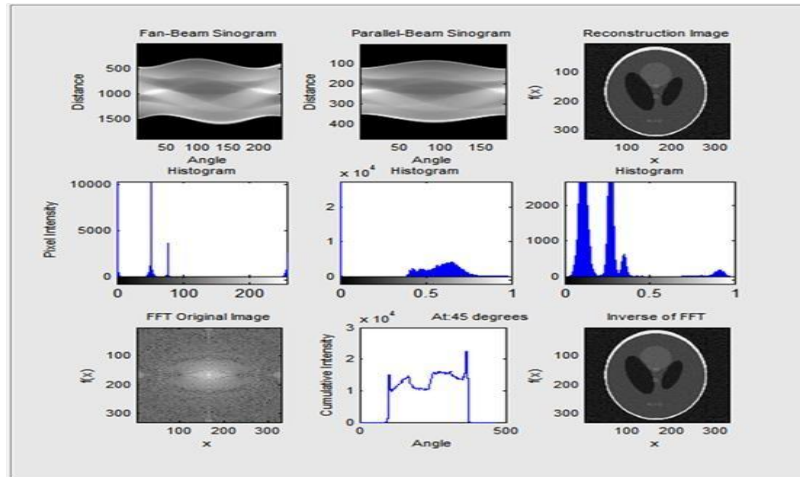 Fan-Beam Sinogram
Distance
500
1000
1500
50 100 150 200
Angle
Parallel-Beam Sinogram
Distance
100
200
300
400
50 100 150
Angle
Reconstruction Image
f(x)
100
200
300
100 200 300
x
Histogram
Pixel Intensity
10000
5000
0
0 100 200
x 10^4 Histogram
2
1
0
0 0.5 1
Histogram
2000
0
0 0.5 1
FFT Original Image
f(x)
100
200
300
100 200 300
x
x 10^4 At:45 degrees
Cumulative Intensity
3
2
1
0
0 500
Angle
Inverse of FFT
f(x)
100
200
300
100 200 300
x